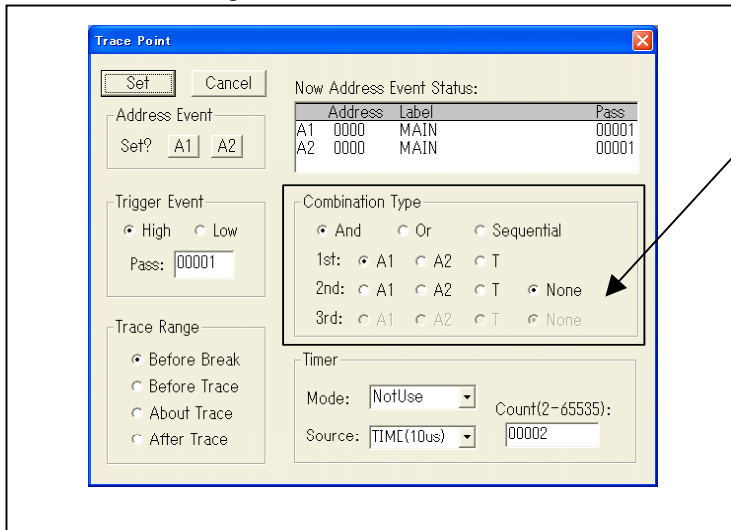 Trace Point
Set Cancel
Address Event
Set? A1 A2
Now Address Event Status:
Address Label Pass
A1 0000 MAIN 00001
A2 0000 MAIN 00001
Trigger Event
High Low
Pass: 00001
Combination Type
And Or Sequential
1st: A1 A2 T
2nd: A1 A2 T None
3rd: A1 A2 T None
Trace Range
Before Break
Before Trace
About Trace
After Trace
Timer
Mode: NotUse
Source: TIME(10us)
Count(2-65535):
00002